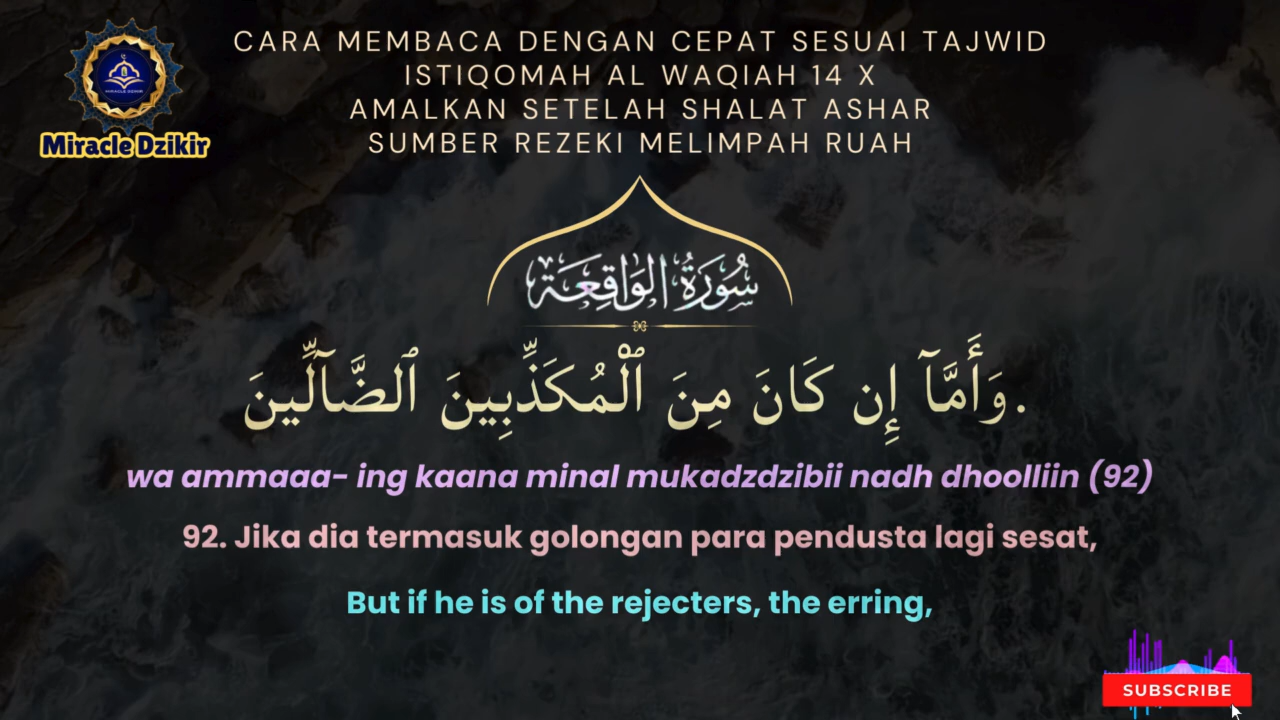 CARA MEMBACA DENGAN CEPAT SESUAI TAJWID
ISTIQOMAH AL WAQIAH 14 X
AMALKAN SETELAH SHALAT ASHAR
SUMBER REZEKI MELIMPAH RUAH
MIRACLE DZIKIR
Miracle Dzikir
سُورَةُ الوَاقِعَة
.وَأَمَّآ إِن كَانَ مِنَ ٱلْمُكَذِّبِينَ ٱلضَّآلِّينَ
wa ammaaa- ing kaana minal mukadzdzibii nadh dhoolliin (92)
92. Jika dia termasuk golongan para pendusta lagi sesat,
But if he is of the rejecters, the erring,
SUBSCRIBE